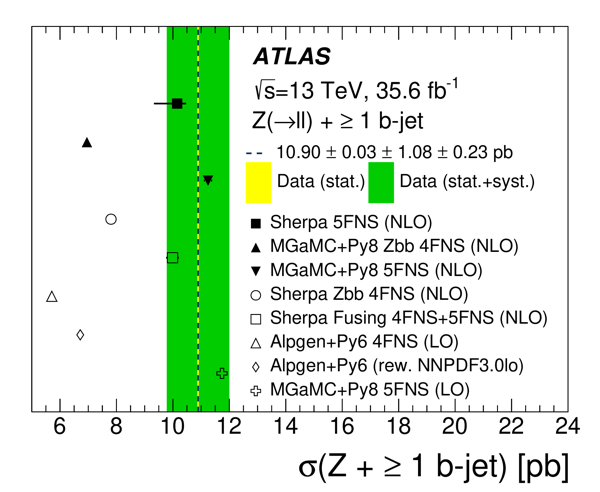 ATLAS
√s=13 TeV, 35.6 fb⁻¹
Z(→ll) + ≥ 1 b-jet
10.90 ± 0.03 ± 1.08 ± 0.23 pb
Data (stat.) Data (stat.+syst.)
Sherpa 5FNS (NLO)
MGaMC+Py8 Zbb 4FNS (NLO)
MGaMC+Py8 5FNS (NLO)
Sherpa Zbb 4FNS (NLO)
Sherpa Fusing 4FNS+5FNS (NLO)
Alpgen+Py6 4FNS (LO)
Alpgen+Py6 (rew. NNPDF3.0lo)
MGaMC+Py8 5FNS (LO)
6 8 10 12 14 16 18 20 22 24
σ(Z + ≥ 1 b-jet) [pb]